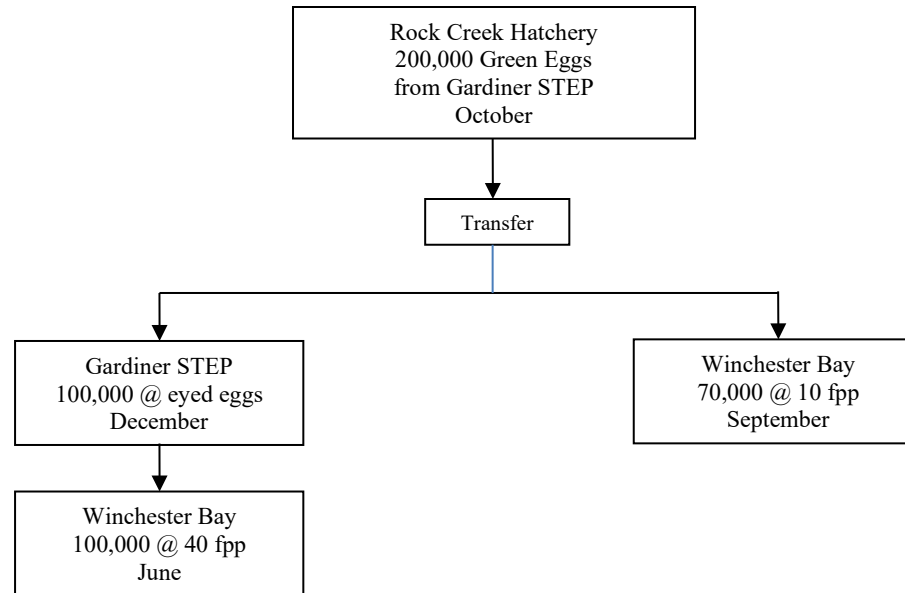 Rock Creek Hatchery
200,000 Green Eggs
from Gardiner STEP
October
Transfer
Gardiner STEP
100,000 @ eyed eggs
December
Winchester Bay
70,000 @ 10 fpp
September
Winchester Bay
100,000 @ 40 fpp
June